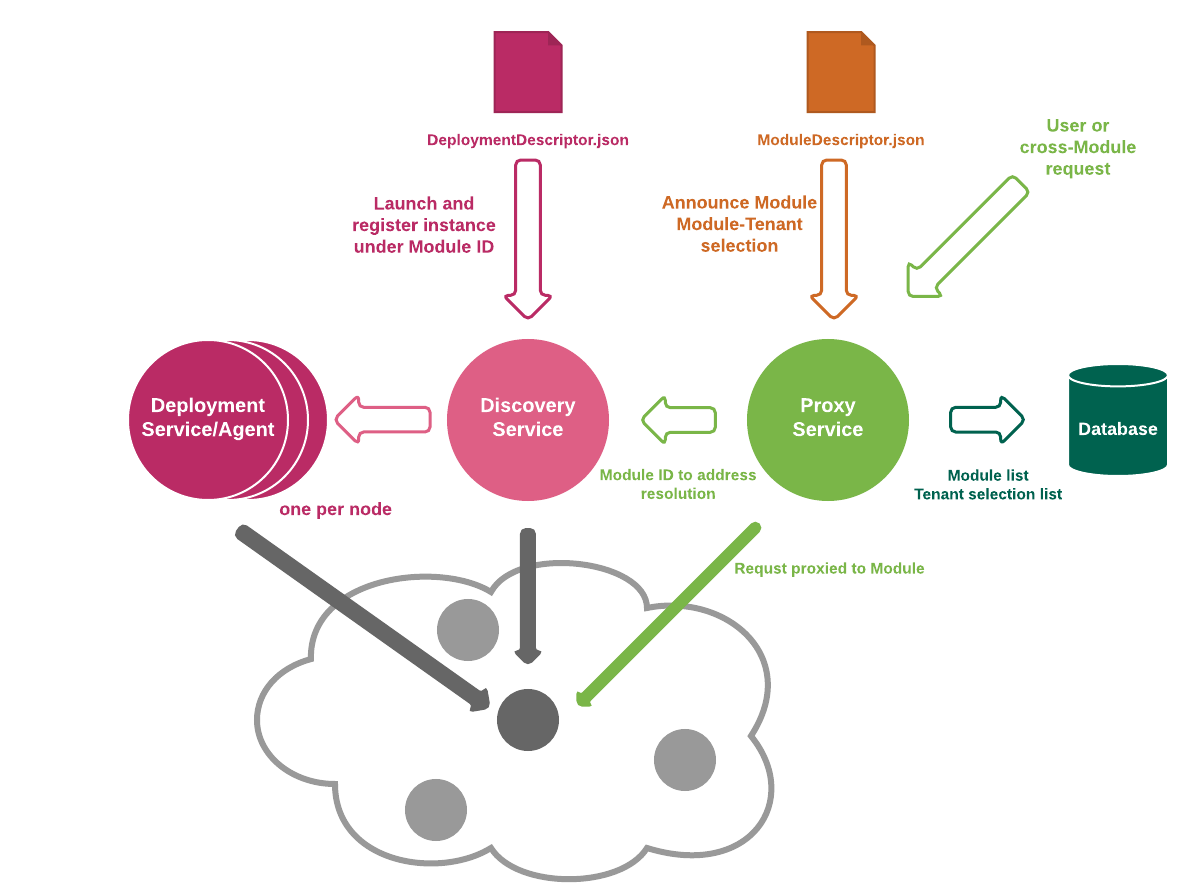 DeploymentDescriptor.json
ModuleDescriptor.json
User or
cross-Module
request
Launch and
register instance
under Module ID
Announce Module
Module-Tenant
selection
Deployment
Service/Agent
Discovery
Service
Proxy
Service
Database
one per node
Module ID to address
resolution
Module list
Tenant selection list
Requst proxied to Module